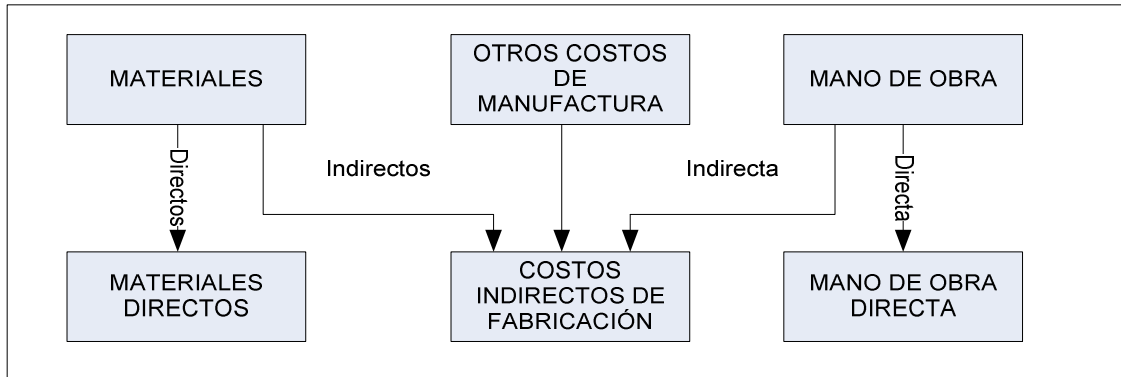 MATERIALES
OTROS COSTOS
DE
MANUFACTURA
MANO DE OBRA
Directos
Indirectos
Indirecta
Directa
MATERIALES
DIRECTOS
COSTOS
INDIRECTOS DE
FABRICACIÓN
MANO DE OBRA
DIRECTA